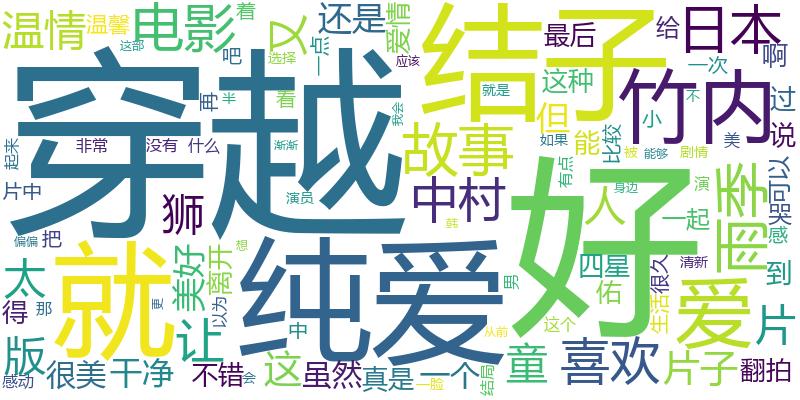 温情
温馨
电影
着
这部
巴
又
选择
一点
还是
爱情
应该
结子
最后
给
日本
穿越
再
半
看
就是
我会
这种
小
竹内
一次
不
啊
过
说
非常
没有
什么
渐渐
故事
但
能
如果
比较
被
能够
美
剧情
起来
片中
狮
演员
中村
好
有点
人
身边
演
一起
雨季
哭
可以
感
偏偏
把
想
韩
就
纯爱
美好
离开
太
得
那
更
以为
中
男
四星
佑
很久
生活
清新
爱
到
片
版
让
从前
这个
感动
很美
干净
不错
会
这
虽然
真是
一脸
一个
结局
童
喜欢
片子
翻拍